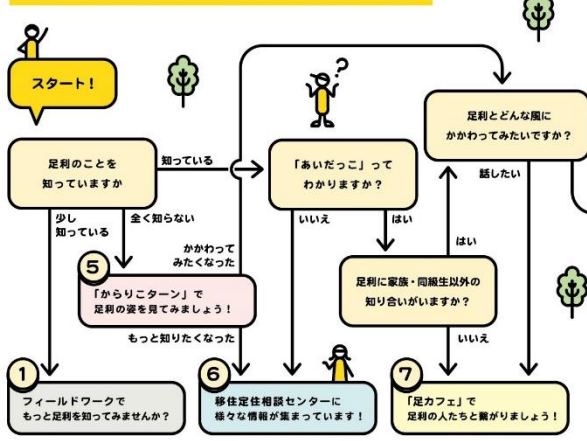 スタート！
足利のことを
知っていますか
知っている
「あいだっこ」って
わかりますか？
足利とどんな風に
かかわってみたいですか？
話したい
少し
知っている
全く知らない
いいえ
はい
はい
かかわって
みたくなった
5
「からりこターン」で
足利の姿を見てみましょう！
もっと知りたくなった
足利に家族・同級生以外の
知り合いがいますか？
いいえ
1
フィールドワークで
もっと足利を知ってみませんか？
6
移住定住相談センターに
様々な情報が集まっています！
7
「足カフェ」で
足利の人たちと繋がりましょう！
?